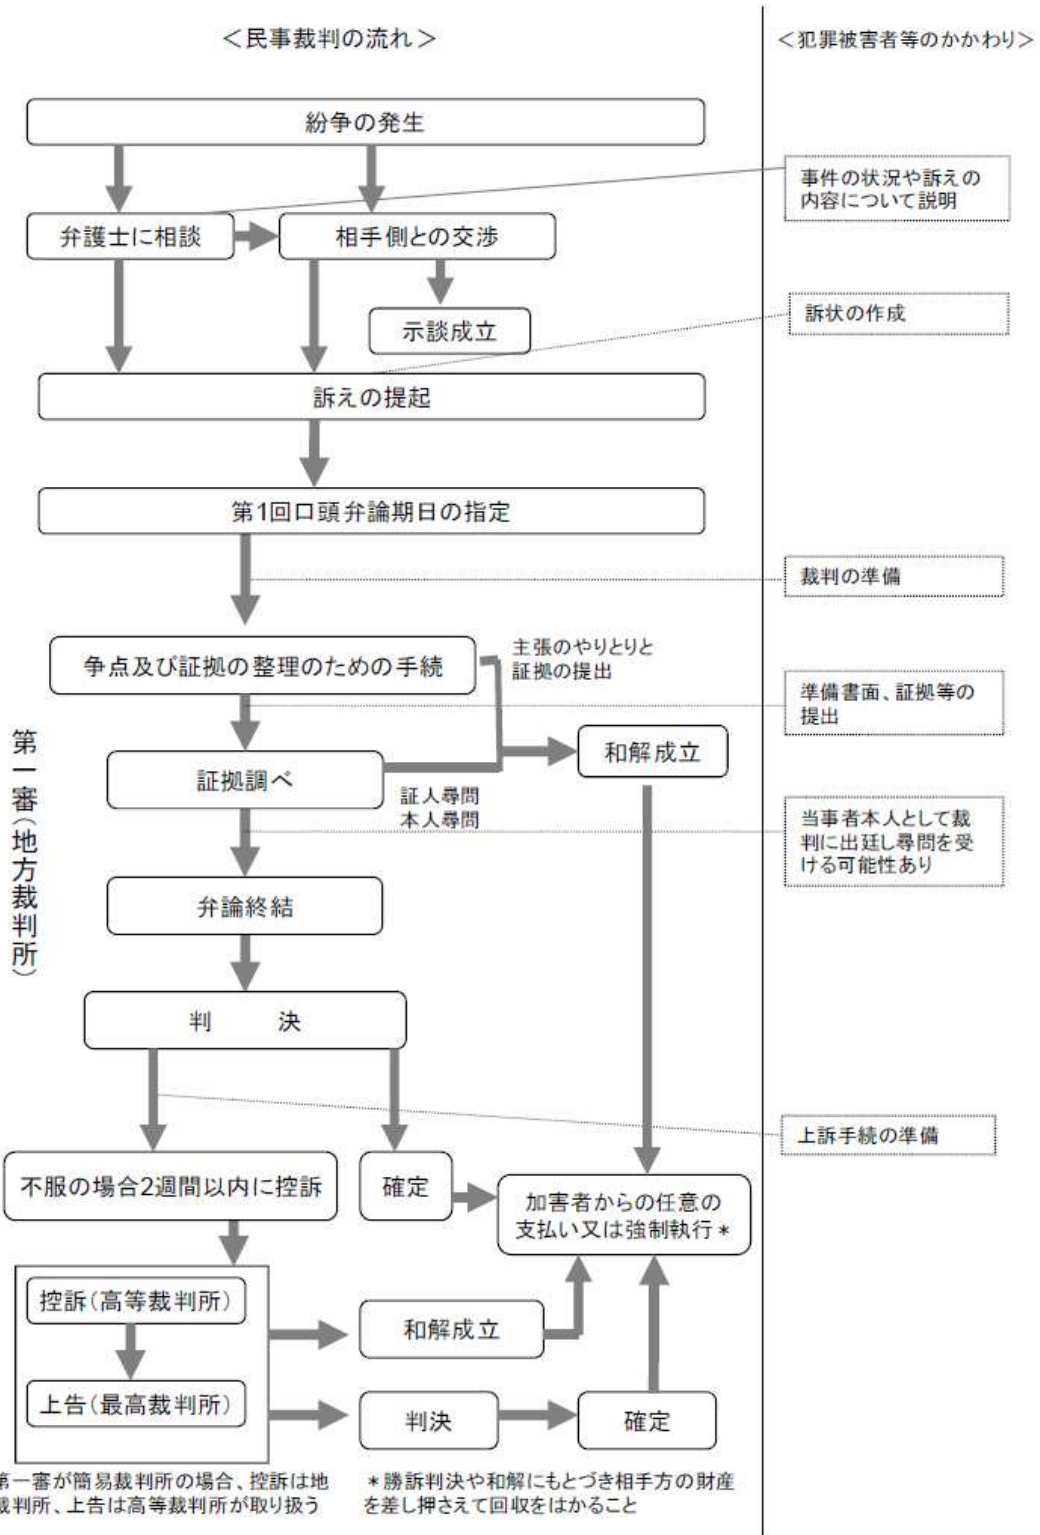 ＜民事裁判の流れ＞
＜犯罪被害者等のかかわり＞
紛争の発生
事件の状況や訴えの
内容について説明
弁護士に相談
相手側との交渉
示談成立
訴状の作成
訴えの提起
第1回口頭弁論期日の指定
裁判の準備
争点及び証拠の整理のための手続
主張のやりとりと
証拠の提出
準備書面、証拠等の
提出
第一審（地方裁判所）
証拠調べ
和解成立
証人尋問
本人尋問
当事者本人として裁
判に出廷し尋問を受
ける可能性あり
弁論終結
判　　決
上訴手続の準備
不服の場合2週間以内に控訴
確定
加害者からの任意の
支払い又は強制執行＊
控訴（高等裁判所）
和解成立
上告（最高裁判所）
判決
確定
第一審が簡易裁判所の場合、控訴は地
裁判所、上告は高等裁判所が取り扱う
＊勝訴判決や和解にもとづき相手方の財産
を差し押さえて回収をはかること